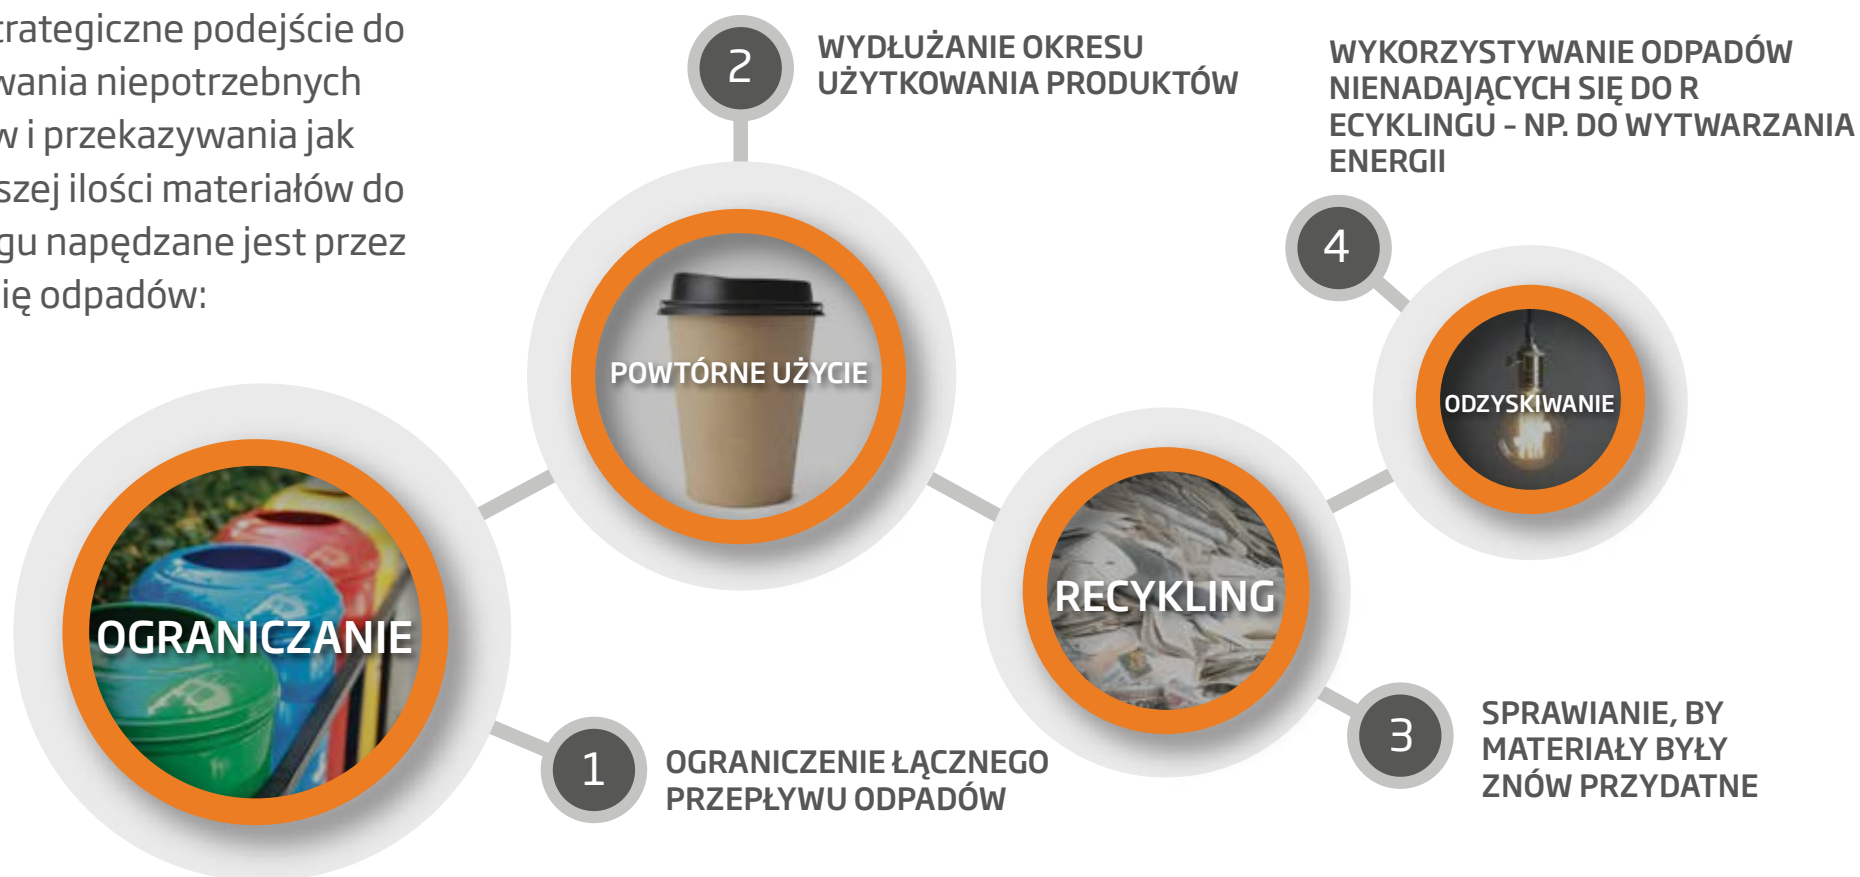 trategiczne podejście do
wania niepotrzebnych
w i przekazywania jak
szej ilości materiałów do
gu napędzane jest przez
ię odpadów:
OGRANICZANIE
1
OGRANICZENIE ŁĄCZNEGO
PRZEPŁYWU ODPADÓW
2
WYDŁUŻANIE OKRESU
UŻYTKOWANIA PRODUKTÓW
POWTÓRNE UŻYCIE
RECYKLING
3
SPRAWIANIE, BY
MATERIAŁY BYŁY
ZNÓW PRZYDATNE
WYKORZYSTYWANIE ODPADÓW
NIENADAJĄCYCH SIĘ DO R
ECYKLINGU – NP. DO WYTWARZANIA
ENERGII
4
ODZYSKIWANIE